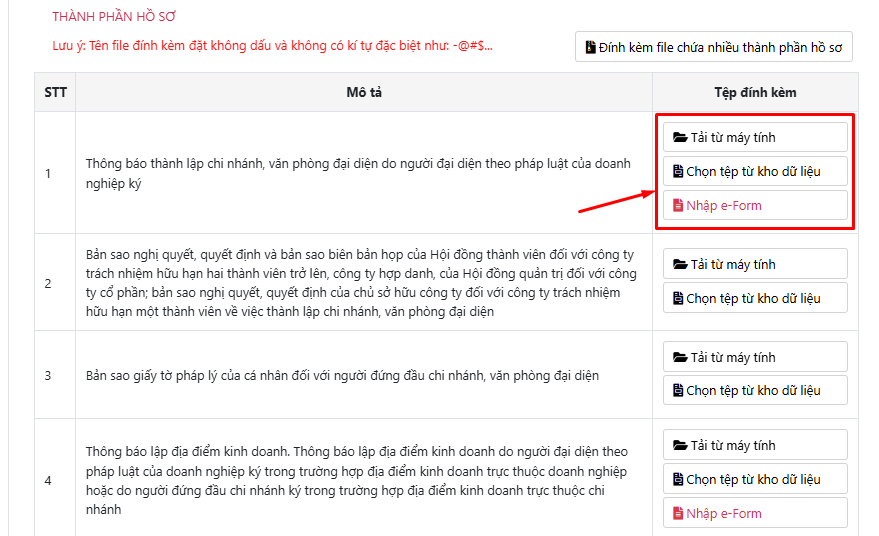 THÀNH PHẦN HỒ SƠ
Lưu ý: Tên file đính kèm đặt không dấu và không có kí tự đặc biệt như: -@#$...
Đính kèm file chứa nhiều thành phần hồ sơ
STT
Mô tả
Tệp đính kèm
1
Thông báo thành lập chi nhánh, văn phòng đại diện do người đại diện theo pháp luật của doanh
nghiệp ký
Tải từ máy tính
Chọn tệp từ kho dữ liệu
Nhập e-Form
2
Bản sao nghị quyết, quyết định và bản sao biên bản họp của Hội đồng thành viên đối với công ty
trách nhiệm hữu hạn hai thành viên trở lên, công ty hợp danh, của Hội đồng quản trị đối với công
ty cổ phần; bản sao nghị quyết, quyết định của chủ sở hữu công ty đối với công ty trách nhiệm
hữu hạn một thành viên về việc thành lập chi nhánh, văn phòng đại diện
Tải từ máy tính
Chọn tệp từ kho dữ liệu
3
Bản sao giấy tờ pháp lý của cá nhân đối với người đứng đầu chi nhánh, văn phòng đại diện
Tải từ máy tính
Chọn tệp từ kho dữ liệu
4
Thông báo lập địa điểm kinh doanh. Thông báo lập địa điểm kinh doanh do người đại diện theo
pháp luật của doanh nghiệp ký trong trường hợp địa điểm kinh doanh trực thuộc doanh nghiệp
hoặc do người đứng đầu chi nhánh ký trong trường hợp địa điểm kinh doanh trực thuộc chi
nhánh
Tải từ máy tính
Chọn tệp từ kho dữ liệu
Nhập e-Form